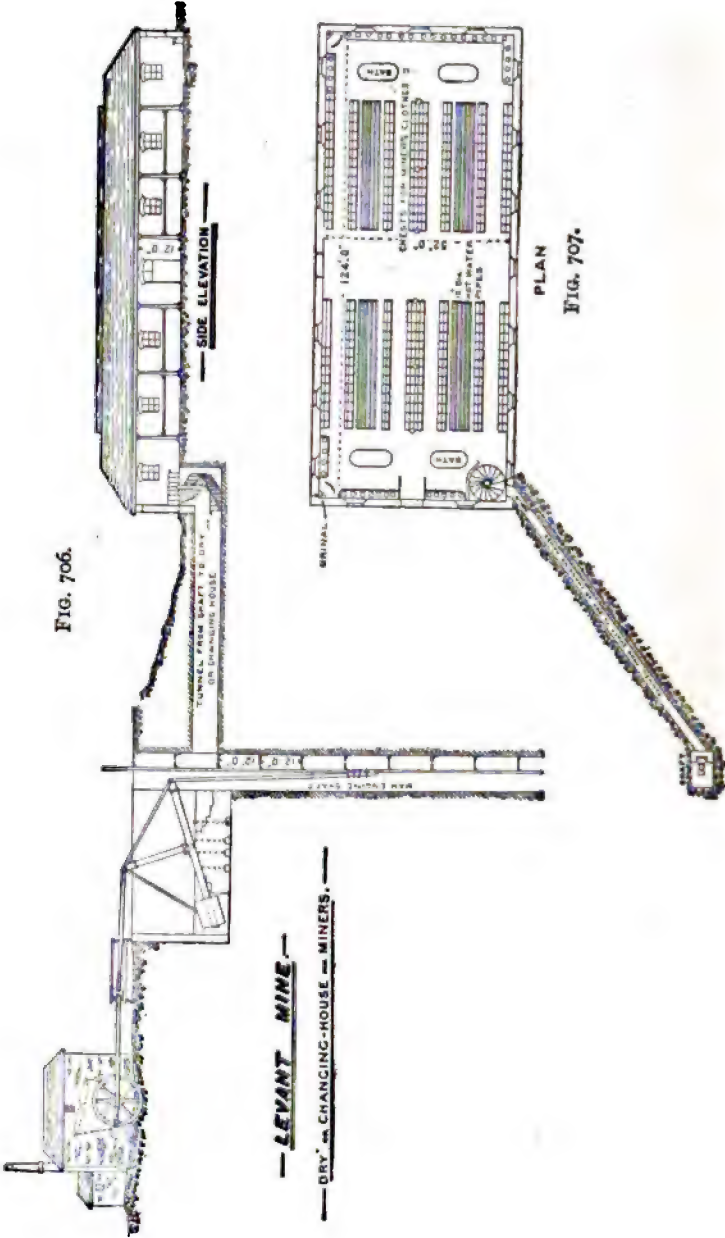 FIG. 706.
SIDE ELEVATION
12'.0"
TUNNEL FROM SHAFT TO DRY
OR CHANGING HOUSE
12'.0"
12'.0"
MAN ENGINE SHAFT
LEVANT MINE.
DRY OR CHANGING-HOUSE — MINERS.
URINAL
124'.0"
32'.0"
BATH
BATH
CHESTS FOR MINERS CLOTHES
HOT WATER
PIPES
SHAFT
PLAN
FIG. 707.